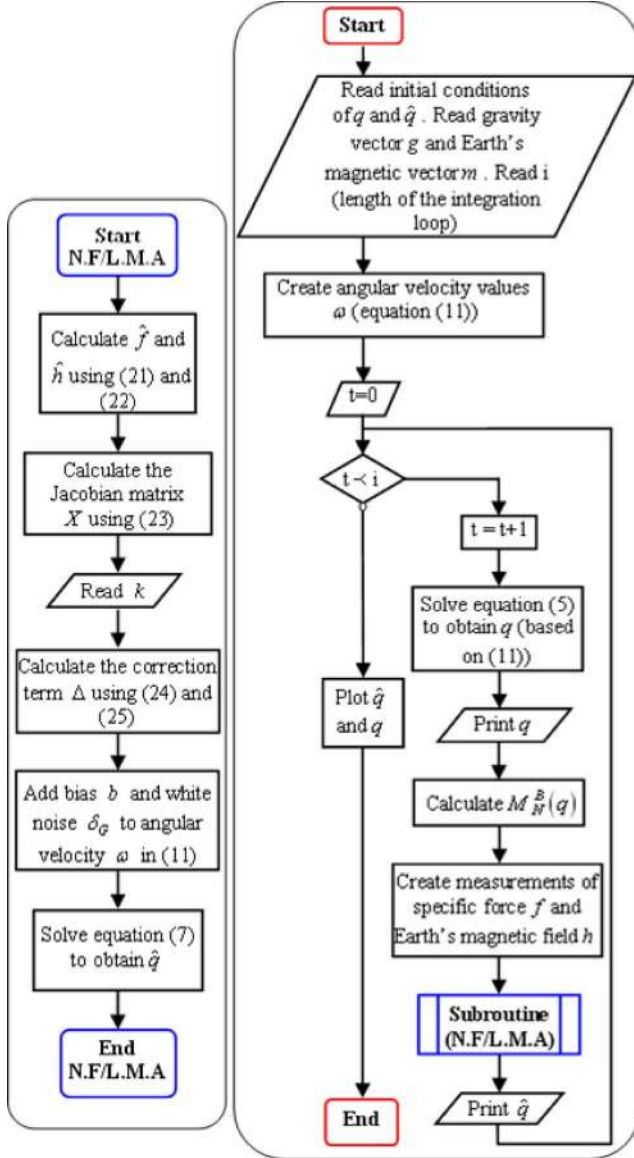 Start
N.F/L.M.A
Calculate f̂ and
ĥ using (21) and
(22)
Calculate the
Jacobian matrix
X using (23)
Read k
Calculate the correction
term Δ using (24) and
(25)
Add bias b and white
noise δ_G to angular
velocity ω in (11)
Solve equation (7)
to obtain q̂
End
N.F/L.M.A
Start
Read initial conditions
of q and q̂ . Read gravity
vector g and Earth's
magnetic vector m . Read i
(length of the integration
loop)
Create angular velocity values
ω (equation (11))
t=0
t ≺ i
t = t+1
Solve equation (5)
to obtain q (based
on (11))
Print q
Calculate M_N^B(q)
Create measurements of
specific force f and
Earth's magnetic field h
Subroutine
(N.F/L.M.A)
Print q̂
Plot q̂
and q
End